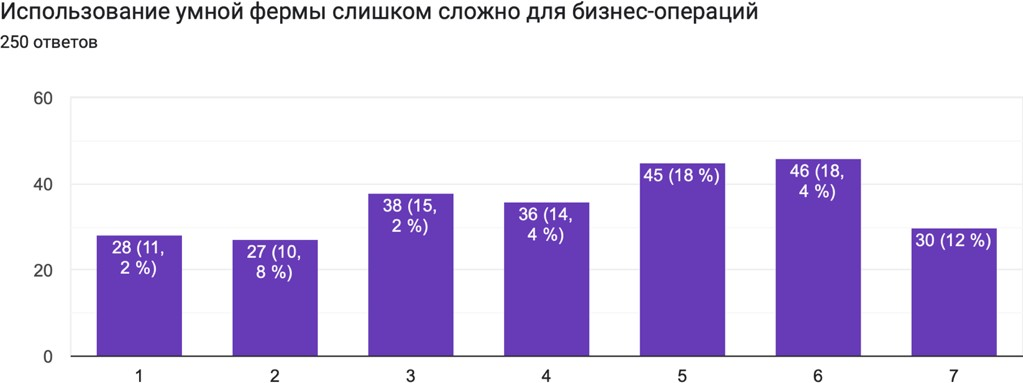 Использование умной фермы слишком сложно для бизнес-операций
250 ответов
60
40
20
0
28 (11,
2 %)
27 (10,
8 %)
38 (15,
2 %)
36 (14,
4 %)
45 (18 %)
46 (18,
4 %)
30 (12 %)
1 2 3 4 5 6 7